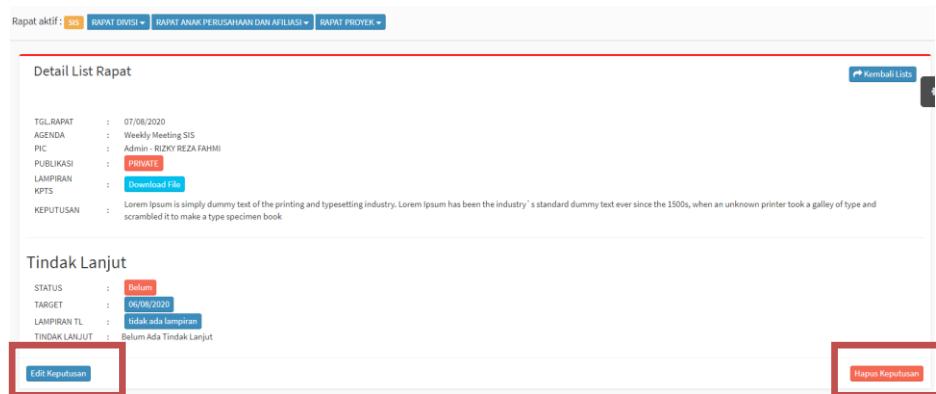 Rapat aktif : SIS RAPAT DIVISI RAPAT ANAK PERUSAHAAN DAN AFILIASI RAPAT PROYEK
Detail List Rapat
Kembali Lists
TGL.RAPAT : 07/08/2020
AGENDA : Weekly Meeting SIS
PIC : Admin - RIZKY REZA FAHMI
PUBLIKASI : PRIVATE
LAMPIRAN
KPTS : Download File
KEPUTUSAN : Lorem Ipsum is simply dummy text of the printing and typesetting industry. Lorem Ipsum has been the industry`s standard dummy text ever since the 1500s, when an unknown printer took a galley of type and
scrambled it to make a type specimen book
Tindak Lanjut
STATUS : Belum
TARGET : 06/08/2020
LAMPIRAN TL : tidak ada lampiran
TINDAK LANJUT : Belum Ada Tindak Lanjut
Edit Keputusan
Hapus Keputusan